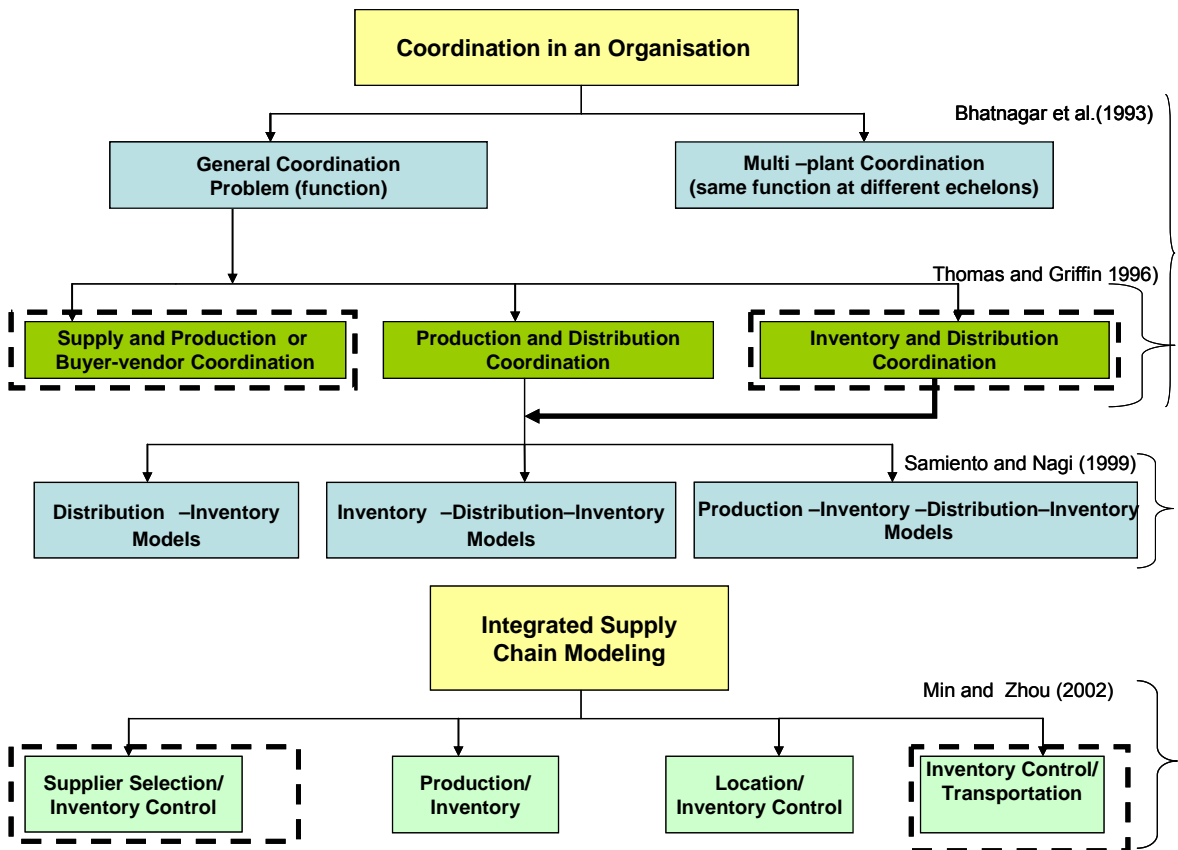 Coordination in an Organisation
Bhatnagar et al.(1993)
General Coordination
Problem (function)
Multi –plant Coordination
(same function at different echelons)
Thomas and Griffin 1996)
Supply and Production or
Buyer-vendor Coordination
Production and Distribution
Coordination
Inventory and Distribution
Coordination
Samiento and Nagi (1999)
Distribution –Inventory
Models
Inventory –Distribution–Inventory
Models
Production –Inventory –Distribution–Inventory
Models
Integrated Supply
Chain Modeling
Min and Zhou (2002)
Supplier Selection/
Inventory Control
Production/
Inventory
Location/
Inventory Control
Inventory Control/
Transportation